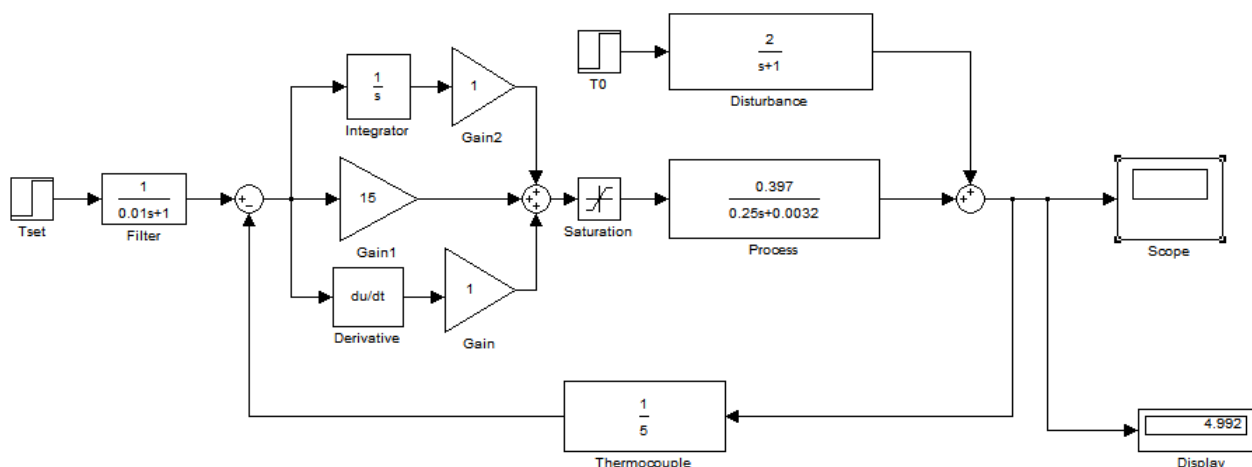 T0
2
s+1
Disturbance
1
s
Integrator
1
Gain2
Tset
1
0.01s+1
Filter
+
−
15
Gain1
+
+
+
Saturation
0.397
0.25s+0.0032
Process
+
+
Scope
du/dt
Derivative
1
Gain
1
5
Thermocouple
4.992
Display